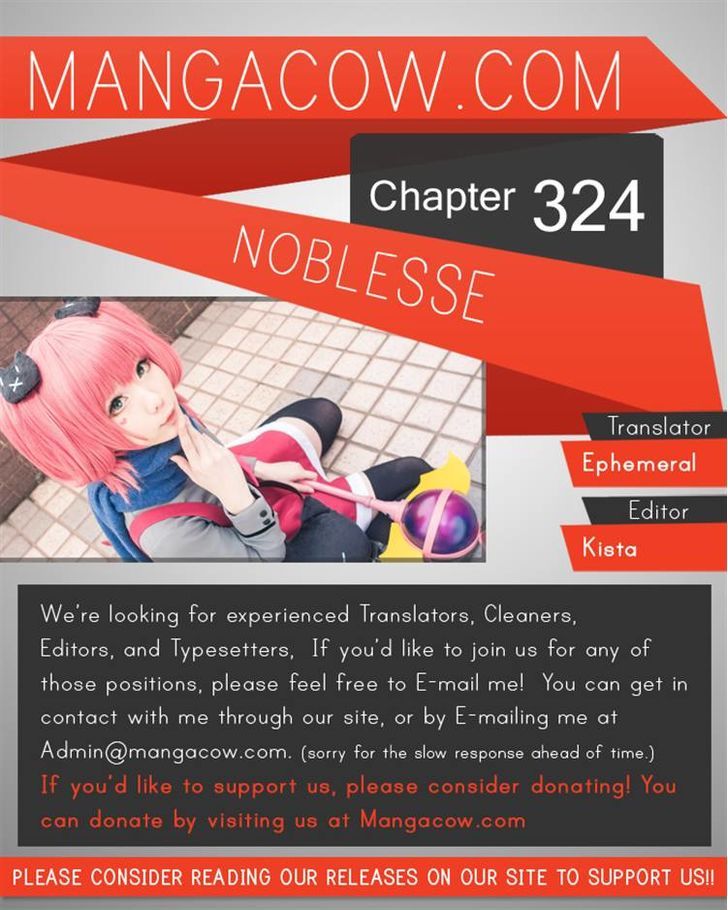 MANGACOW.COM
Chapter 324
NOBLESSE
Translator
Ephemeral
Editor
Kista
We're looking for experienced Translators, Cleaners,
Editors, and Typesetters,  If you'd like to join us for any of
those positions, please feel free to E-mail me!  You can get in
contact with me through our site, or by E-mailing me at
Admin@mangacow.com. (sorry for the slow response ahead of time.)
If you'd like to support us, please consider donating! You
can donate by visiting us at Mangacow.com
PLEASE CONSIDER READING OUR RELEASES ON OUR SITE TO SUPPORT US!!